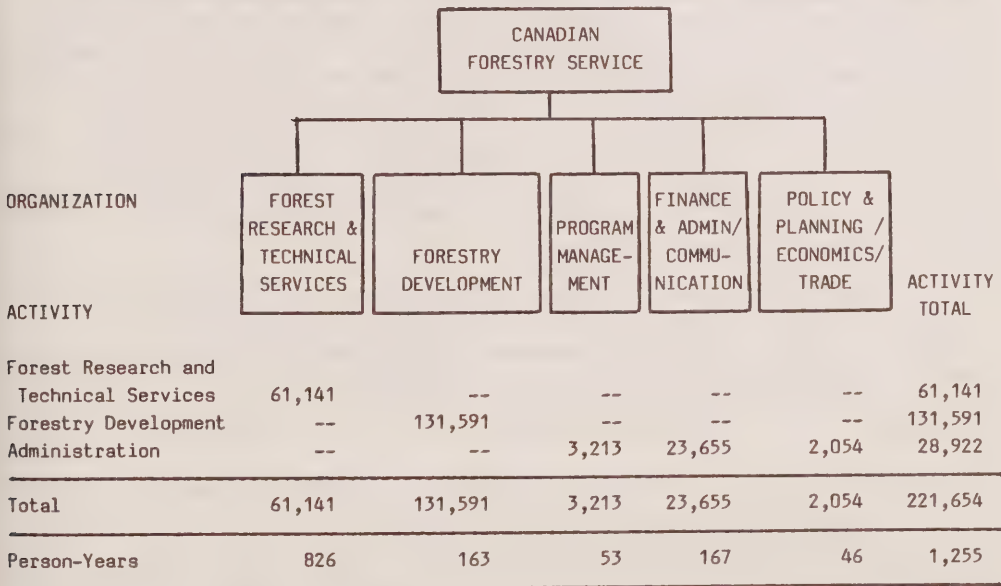 CANADIAN
FORESTRY SERVICE
ORGANIZATION
FOREST
RESEARCH &
TECHNICAL
SERVICES
FORESTRY
DEVELOPMENT
PROGRAM
MANAGE-
MENT
FINANCE
& ADMIN/
COMMU-
NICATION
POLICY &
PLANNING /
ECONOMICS/
TRADE
ACTIVITY
TOTAL
ACTIVITY
Forest Research and
Technical Services 61,141 -- -- -- -- 61,141
Forestry Development -- 131,591 -- -- -- 131,591
Administration -- -- 3,213 23,655 2,054 28,922
Total 61,141 131,591 3,213 23,655 2,054 221,654
Person-Years 826 163 53 167 46 1,255